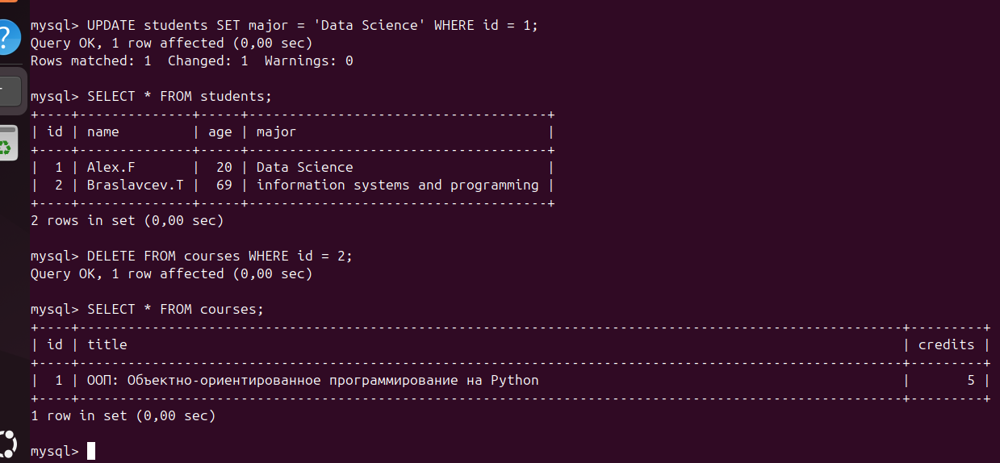 mysql> UPDATE students SET major = 'Data Science' WHERE id = 1;
Query OK, 1 row affected (0,00 sec)
Rows matched: 1  Changed: 1  Warnings: 0
mysql> SELECT * FROM students;
+----+--------------+-----+-------------------------------------+
| id | name         | age | major                               |
+----+--------------+-----+-------------------------------------+
|  1 | Alex.F       |  20 | Data Science                        |
|  2 | Braslavcev.T |  69 | information systems and programming |
+----+--------------+-----+-------------------------------------+
2 rows in set (0,00 sec)
mysql> DELETE FROM courses WHERE id = 2;
Query OK, 1 row affected (0,00 sec)
mysql> SELECT * FROM courses;
+----+------------------------------------------------------------------------------------------------------+---------+
| id | title                                                                                                | credits |
+----+------------------------------------------------------------------------------------------------------+---------+
|  1 | ООП: Объектно-ориентированное программирование на Python                                             |       5 |
+----+------------------------------------------------------------------------------------------------------+---------+
1 row in set (0,00 sec)
mysql>